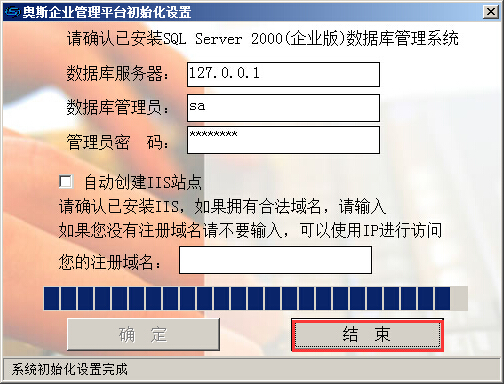 奥斯企业管理平台初始化设置
请确认已安装SQL Server 2000(企业版)数据库管理系统
数据库服务器： 127.0.0.1
数据库管理员： sa
管理员密 码： ********
自动创建IIS站点
请确认已安装IIS，如果拥有合法域名，请输入
如果您没有注册域名请不要输入，可以使用IP进行访问
您的注册域名：
确 定 结 束
系统初始化设置完成